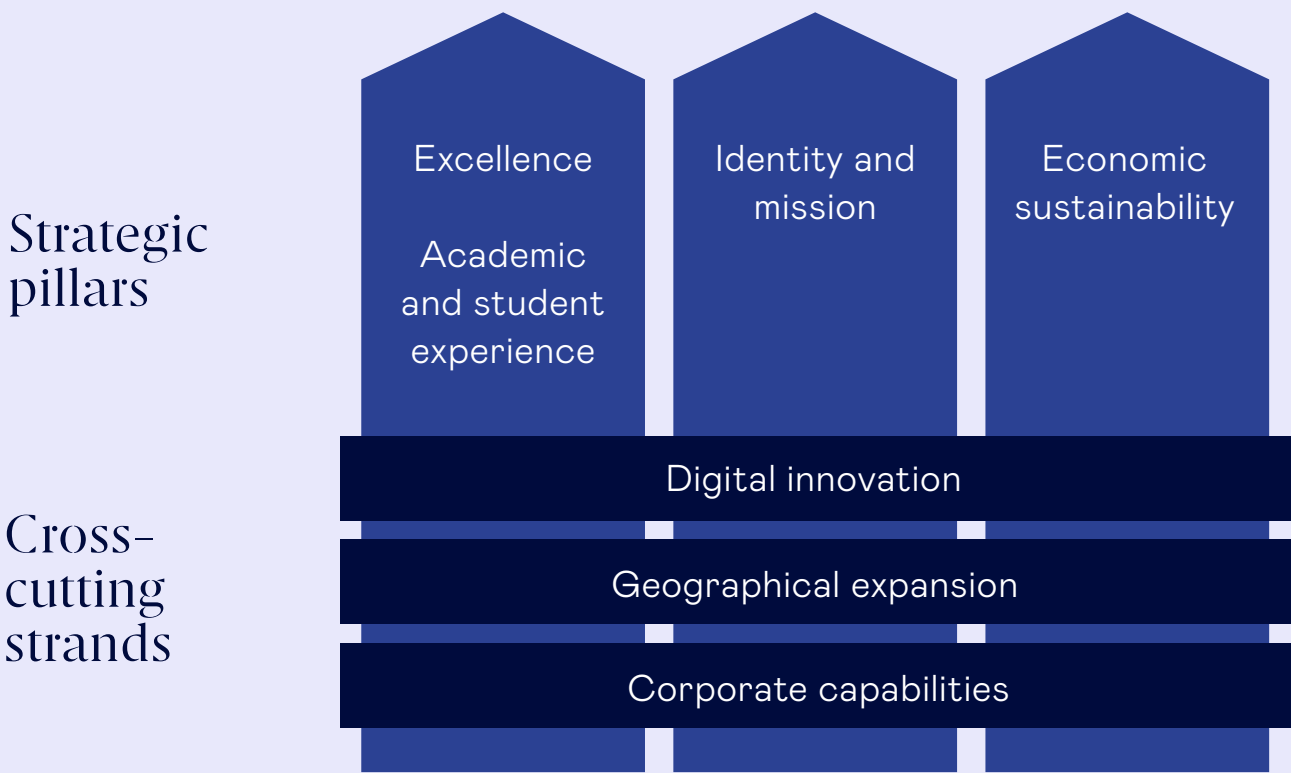 Strategic
pillars
Excellence
Academic
and student
experience
Identity and
mission
Economic
sustainability
Cross-
cutting
strands
Digital innovation
Geographical expansion
Corporate capabilities